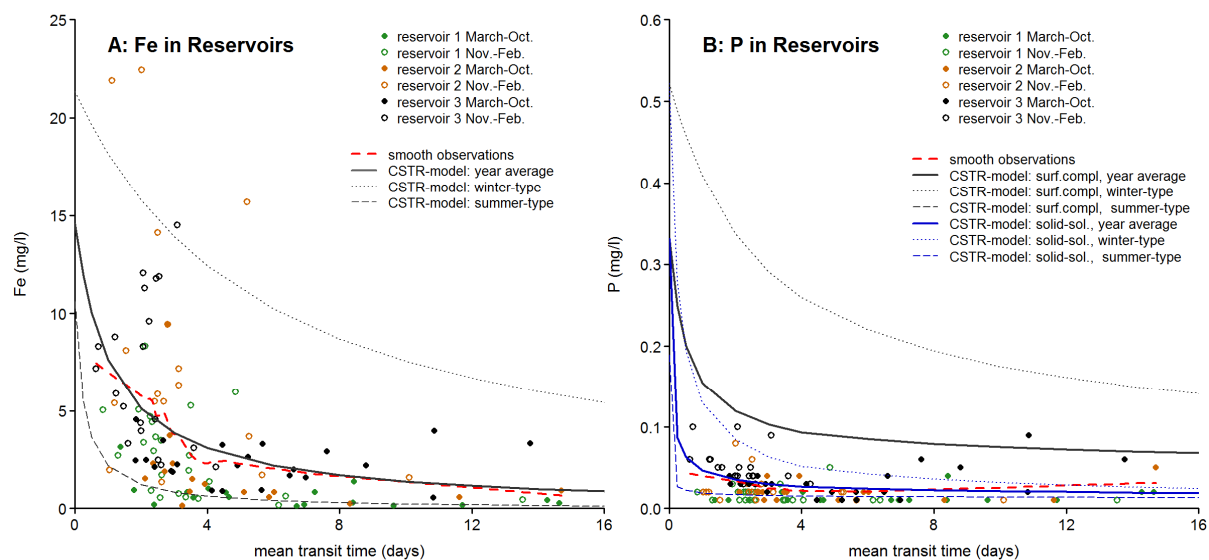 A: Fe in Reservoirs
25
20
15
10
5
0
Fe (mg/l)
reservoir 1 March-Oct.
reservoir 1 Nov.-Feb.
reservoir 2 March-Oct.
reservoir 2 Nov.-Feb.
reservoir 3 March-Oct.
reservoir 3 Nov.-Feb.
smooth observations
CSTR-model: year average
CSTR-model: winter-type
CSTR-model: summer-type
0 4 8 12 16
mean transit time (days)
B: P in Reservoirs
0.6
0.5
0.4
0.3
0.2
0.1
0.0
P (mg/l)
reservoir 1 March-Oct.
reservoir 1 Nov.-Feb.
reservoir 2 March-Oct.
reservoir 2 Nov.-Feb.
reservoir 3 March-Oct.
reservoir 3 Nov.-Feb.
smooth observations
CSTR-model: surf.compl, year average
CSTR-model: surf.compl, winter-type
CSTR-model: surf.compl, summer-type
CSTR-model: solid-sol., year average
CSTR-model: solid-sol., winter-type
CSTR-model: solid-sol., summer-type
0 4 8 12 16
mean transit time (days)